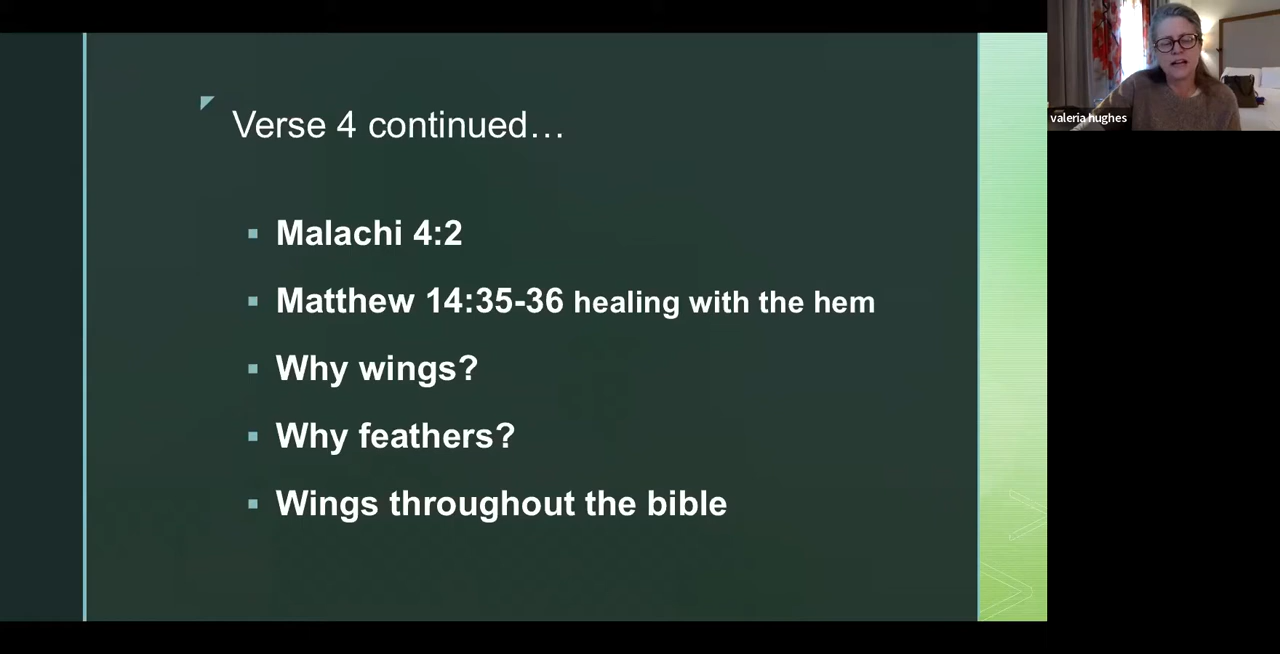 Verse 4 continued…
Malachi 4:2
Matthew 14:35-36 healing with the hem
Why wings?
Why feathers?
Wings throughout the bible
valeria hughes